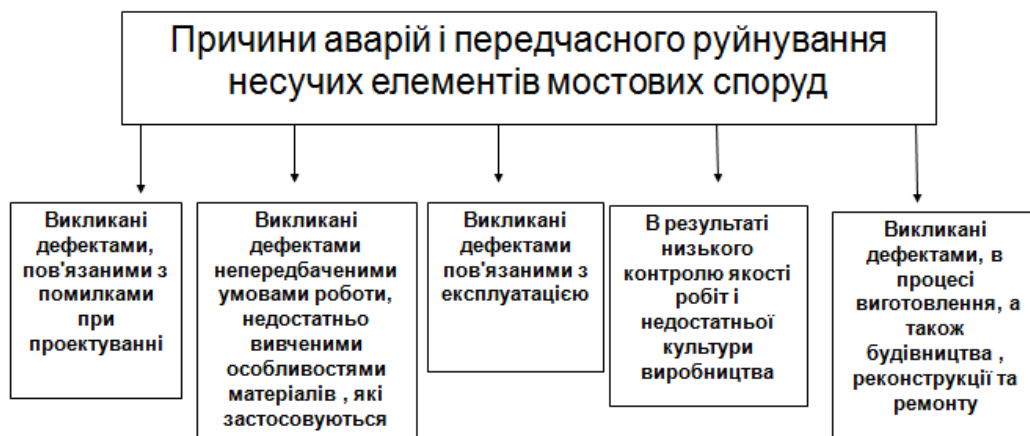 Причини аварій і передчасного руйнування
несучих елементів мостових споруд
Викликані
дефектами,
пов'язаними з
помилками
при
проектуванні
Викликані
дефектами
непередбаченими
умовами роботи,
недостатньо
вивченими
особливостями
матеріалів , які
застосовуються
Викликані
дефектами
пов'язаними з
експлуатацією
В результаті
низького
контролю якості
робіт і
недостатньої
культури
виробництва
Викликані
дефектами, в
процесі
виготовлення, а
також
будівництва ,
реконструкції та
ремонту